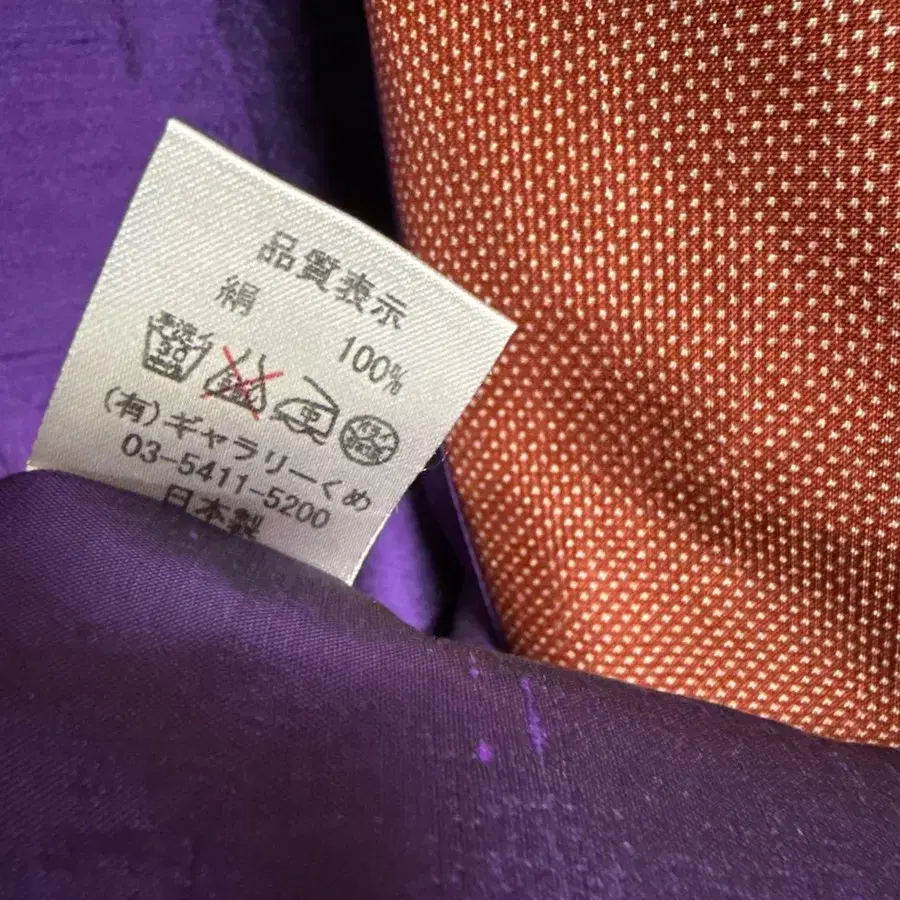 品質表示
絹 100%
中
(有)ギャラリーくめ
03-5411-5200
日本製